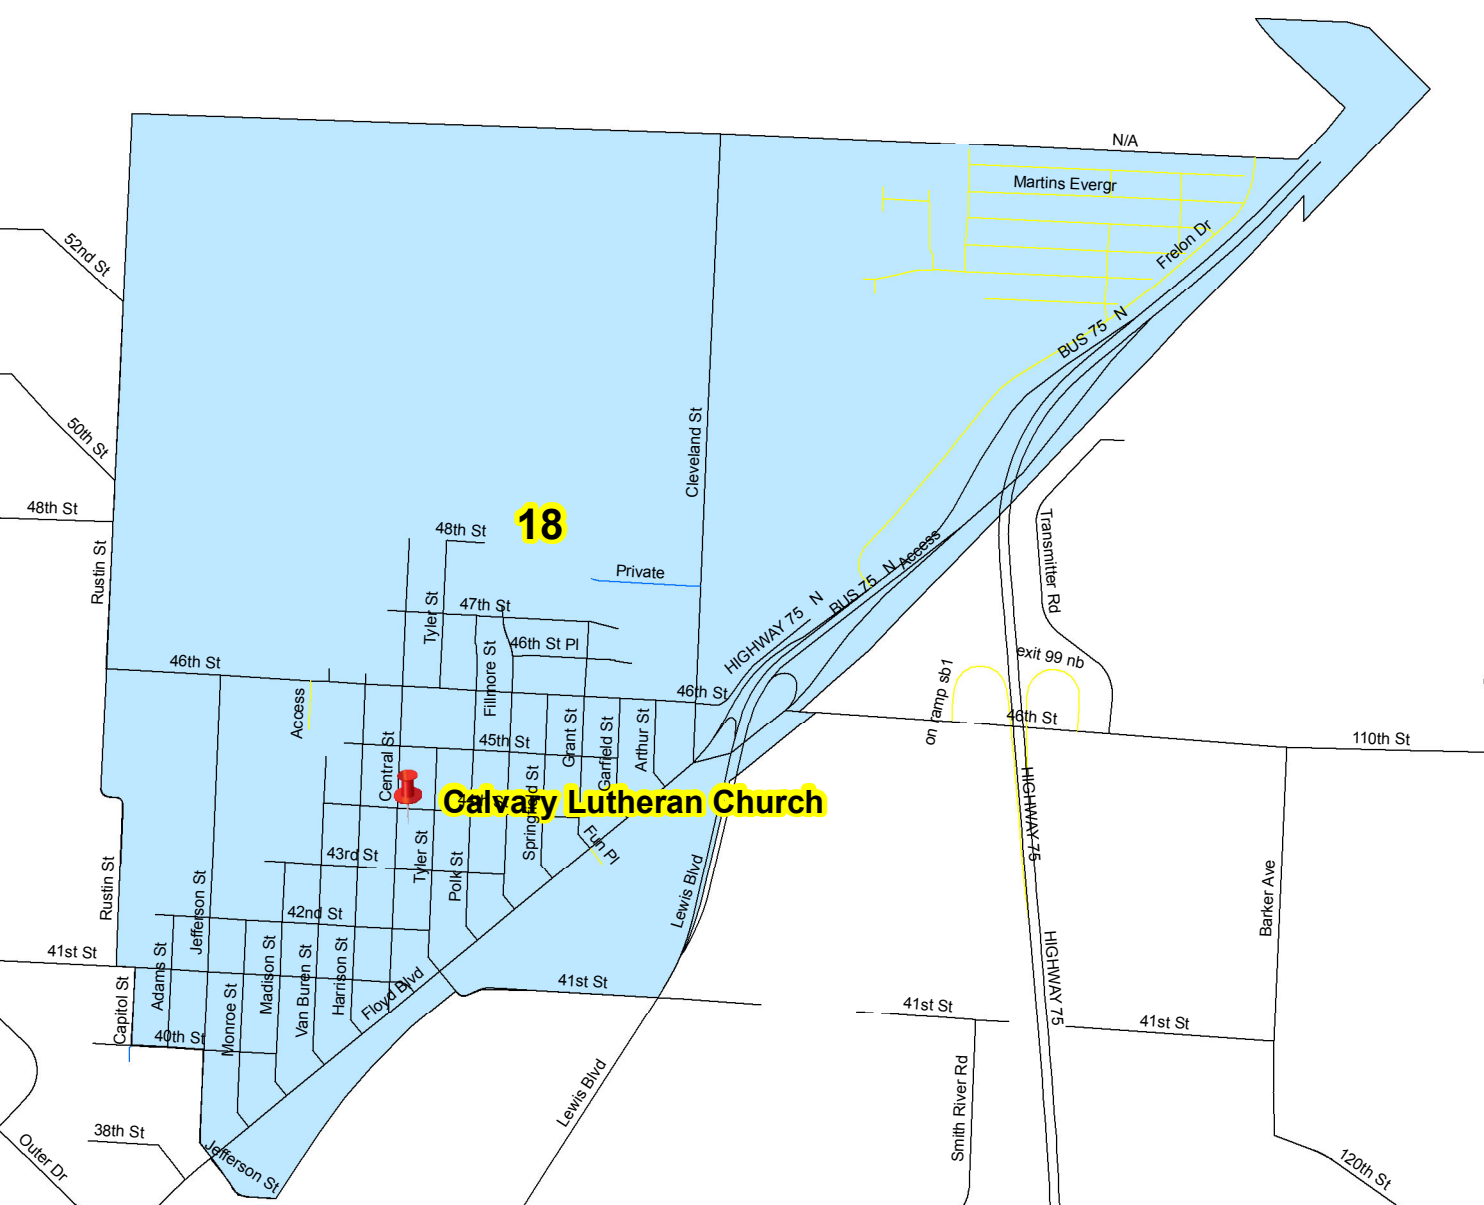 N/A
Martins Evergr
52nd St
Frelon Dr
BUS 75 N
50th St
Cleveland St
48th St
18
48th St
Transmitter Rd
Rustin St
Private
BUS 75 N Access
47th St
Tyler St
HIGHWAY 75 N
46th St Pl
46th St
Fillmore St
exit 99 nb
on ramp sb1
46th St
Access
46th St
45th St
Grant St
Garfield St
Arthur St
110th St
Central St
44th St
Calvary Lutheran Church
Springfield St
HIGHWAY 75
Fun Pl
43rd St
Tyler St
Polk St
Rustin St
Jefferson St
Lewis Blvd
Barker Ave
42nd St
41st St
Adams St
Madison St
Van Buren St
Harrison St
Floyd Blvd
41st St
HIGHWAY 75
41st St
41st St
Capitol St
Monroe St
40th St
Lewis Blvd
Smith River Rd
38th St
Outer Dr
Jefferson St
120th St